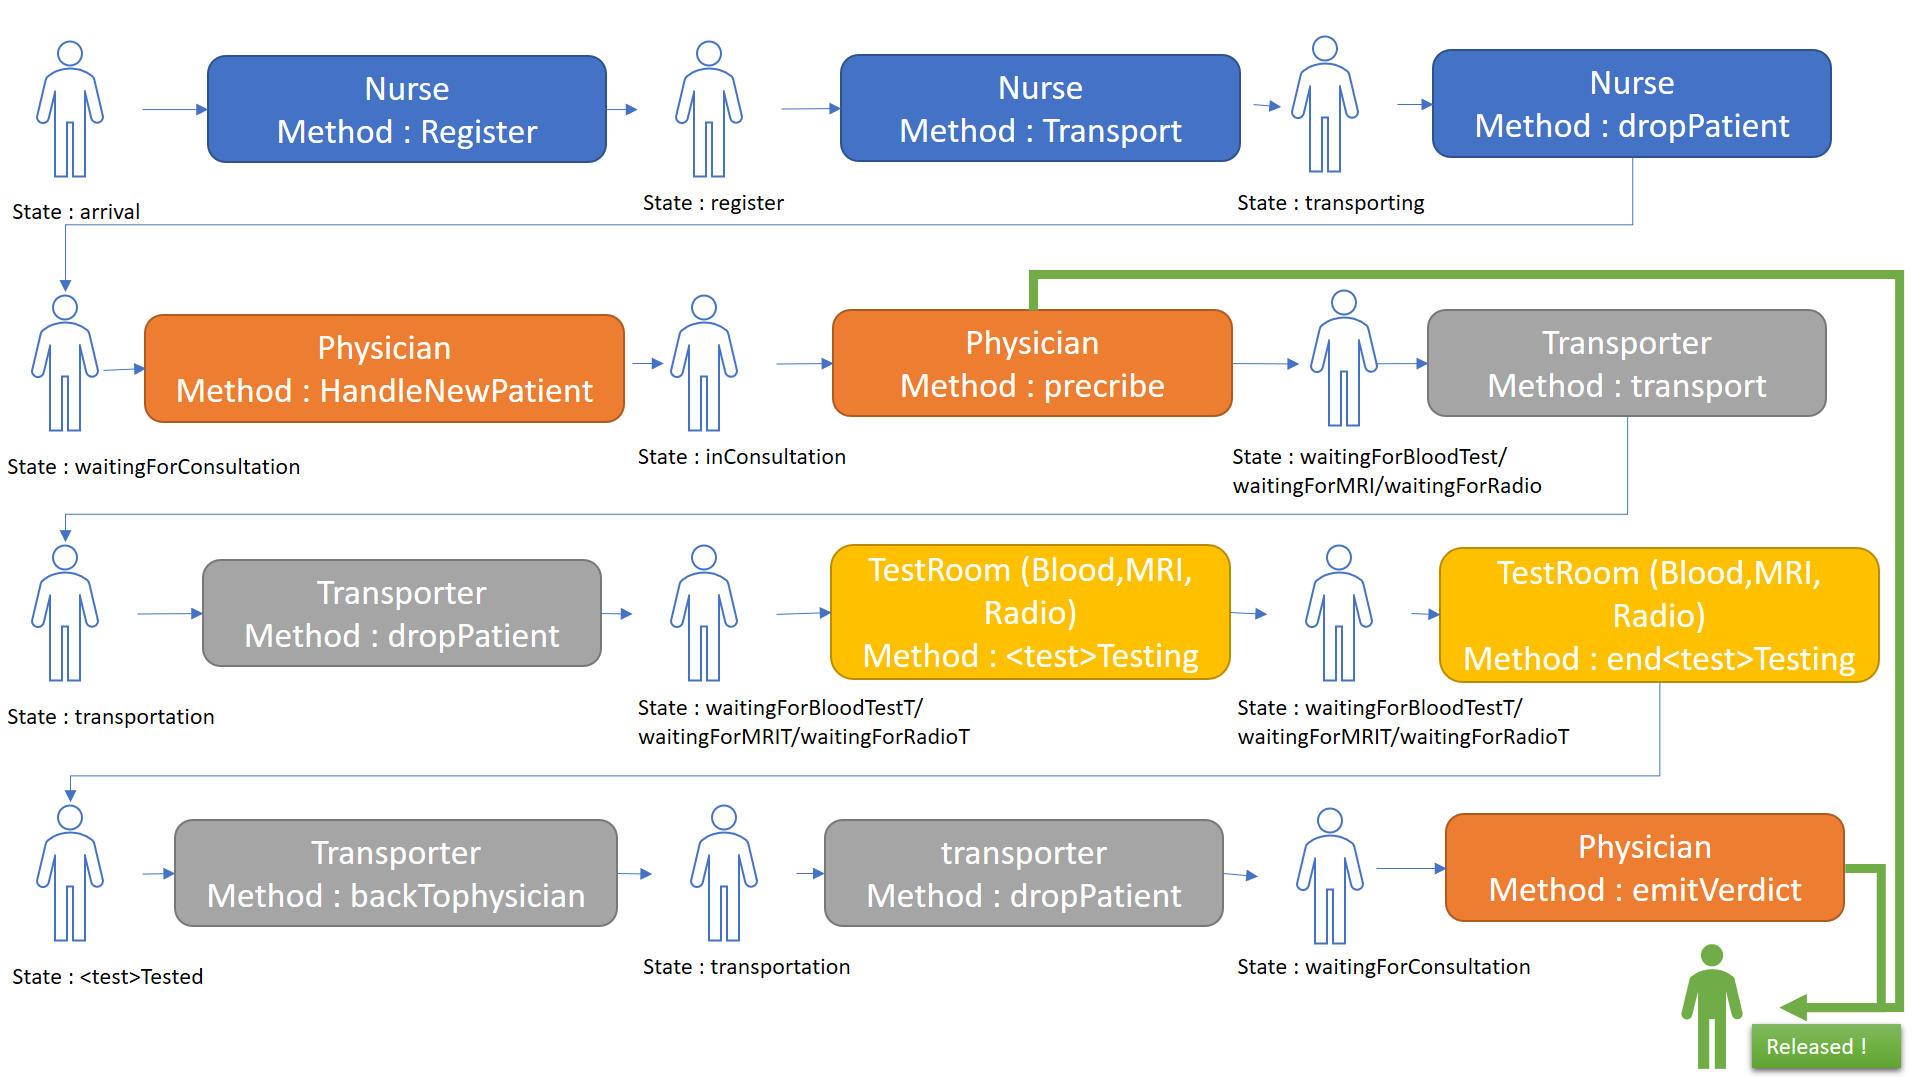 Nurse
Method : Register
Nurse
Method : Transport
Nurse
Method : dropPatient
State : arrival
State : register
State : transporting
Physician
Method : HandleNewPatient
Physician
Method : precribe
Transporter
Method : transport
State : waitingForConsultation
State : inConsultation
State : waitingForBloodTest/
waitingForMRI/waitingForRadio
Transporter
Method : dropPatient
TestRoom (Blood,MRI,
Radio)
Method : <test>Testing
TestRoom (Blood,MRI,
Radio)
Method : end<test>Testing
State : transportation
State : waitingForBloodTestT/
waitingForMRIT/waitingForRadioT
State : waitingForBloodTestT/
waitingForMRIT/waitingForRadioT
Transporter
Method : backTophysician
transporter
Method : dropPatient
Physician
Method : emitVerdict
State : <test>Tested
State : transportation
State : waitingForConsultation
Released !